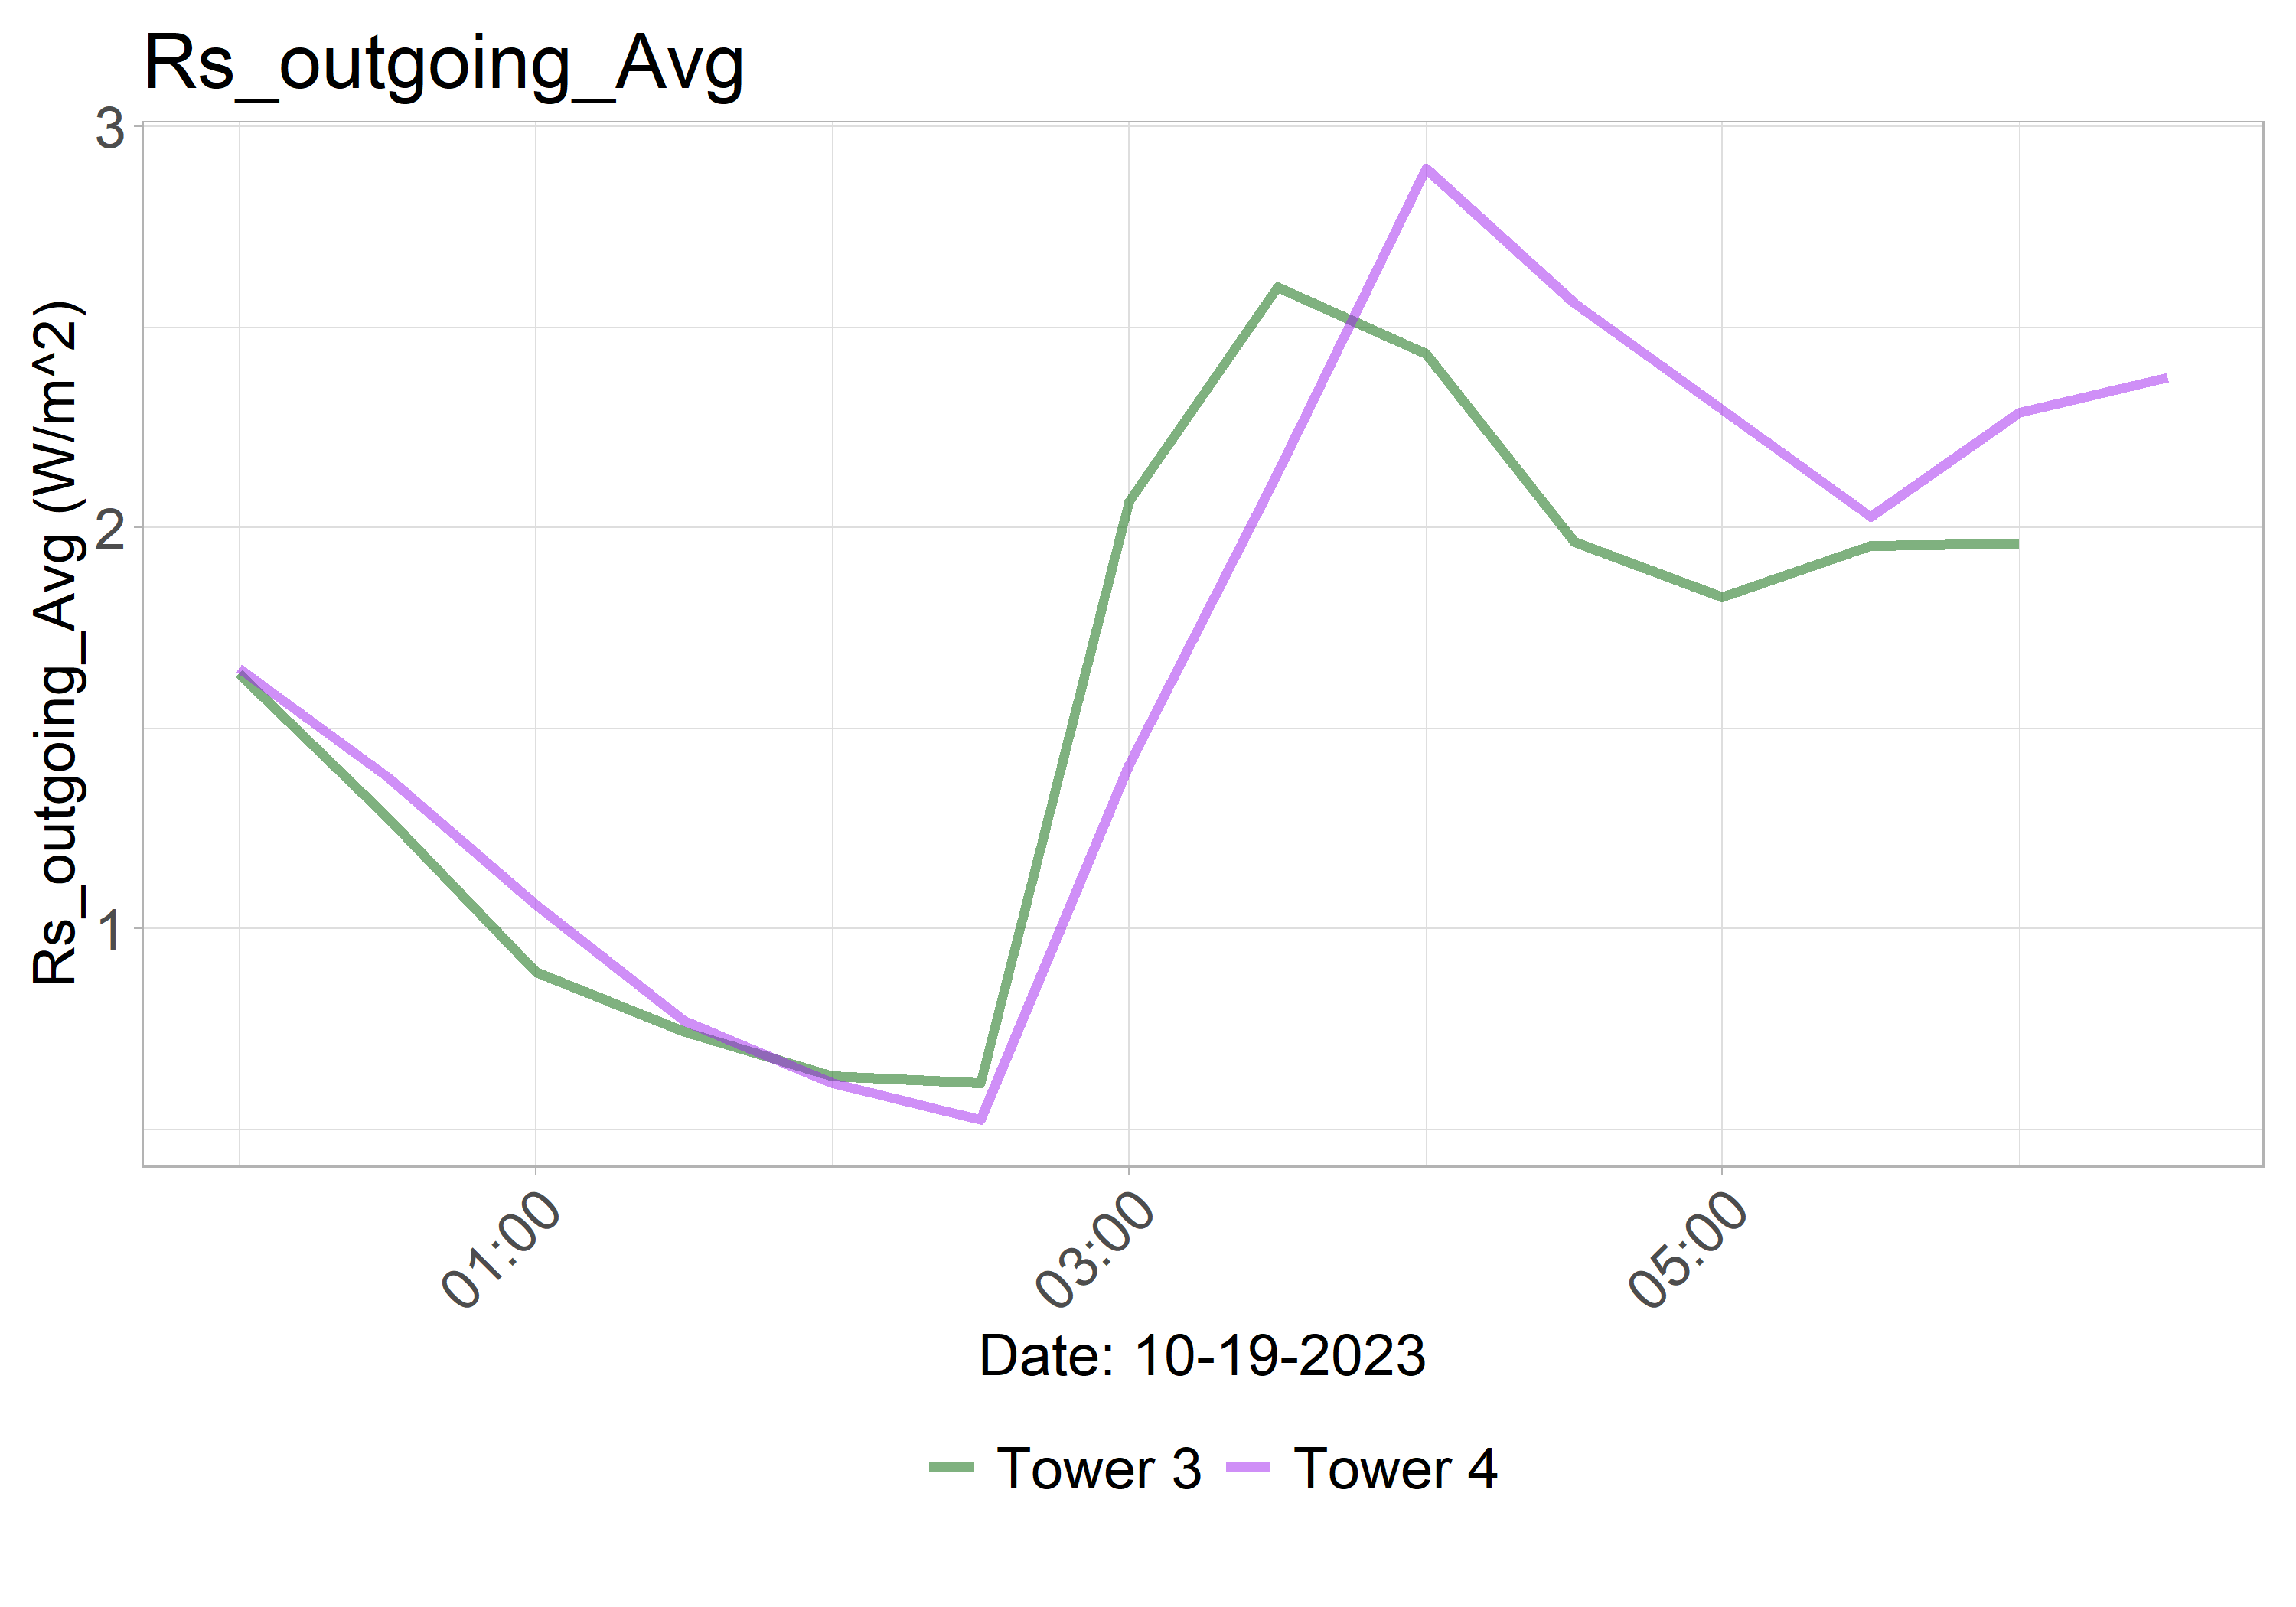 Rs_outgoing_Avg
Rs_outgoing_Avg (W/m^2)
3
2
1
01:00
03:00
05:00
Date: 10-19-2023
Tower 3
Tower 4